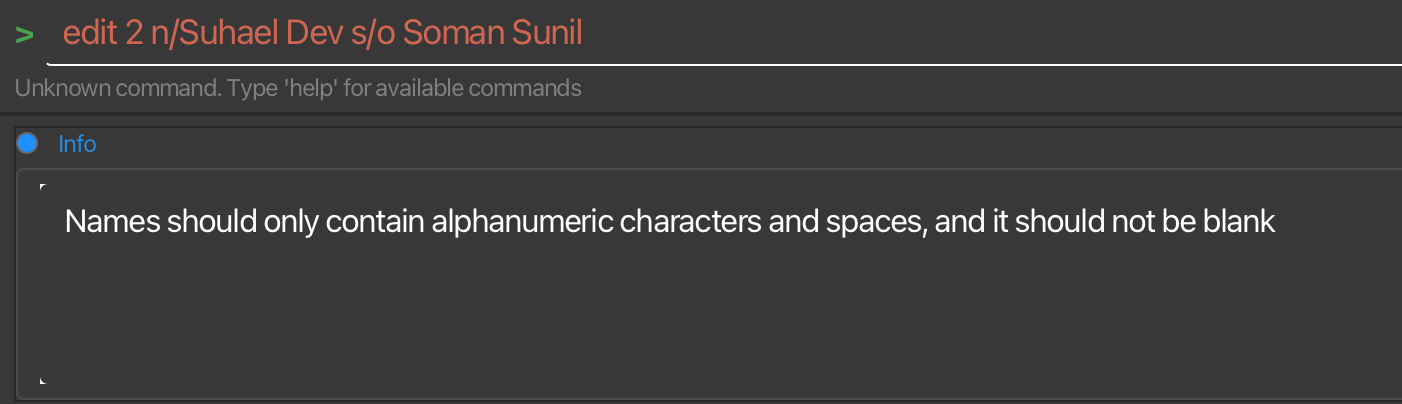 > edit 2 n/Suhael Dev s/o Soman Sunil
Unknown command. Type 'help' for available commands
Info
Names should only contain alphanumeric characters and spaces, and it should not be blank